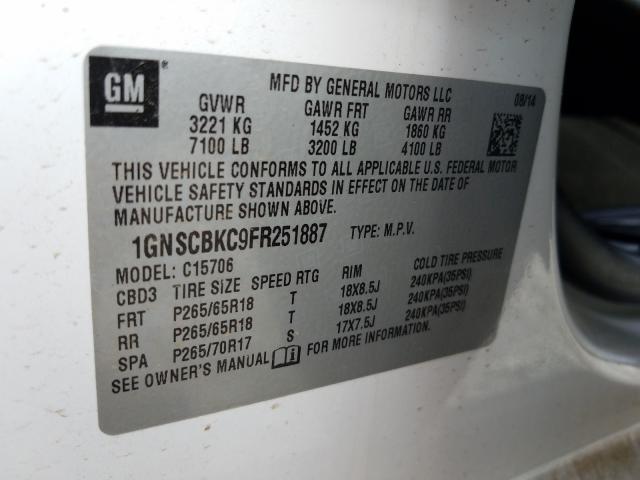 GM
MFD BY GENERAL MOTORS LLC 08/14
GVWR GAWR FRT GAWR RR
3221 KG 1452 KG 1860 KG
7100 LB 3200 LB 4100 LB
THIS VEHICLE CONFORMS TO ALL APPLICABLE U.S. FEDERAL MOTOR
VEHICLE SAFETY STANDARDS IN EFFECT ON THE DATE OF
MANUFACTURE SHOWN ABOVE.
1GNSCBKC9FR251887 TYPE: M.P.V.
MODEL: C15706
CBD3 TIRE SIZE SPEED RTG RIM COLD TIRE PRESSURE
FRT P265/65R18 T 18X8.5J 240KPA(35PSI)
RR P265/65R18 T 18X8.5J 240KPA(35PSI)
SPA P265/70R17 S 17X7.5J 240KPA(35PSI)
SEE OWNER'S MANUAL FOR MORE INFORMATION.